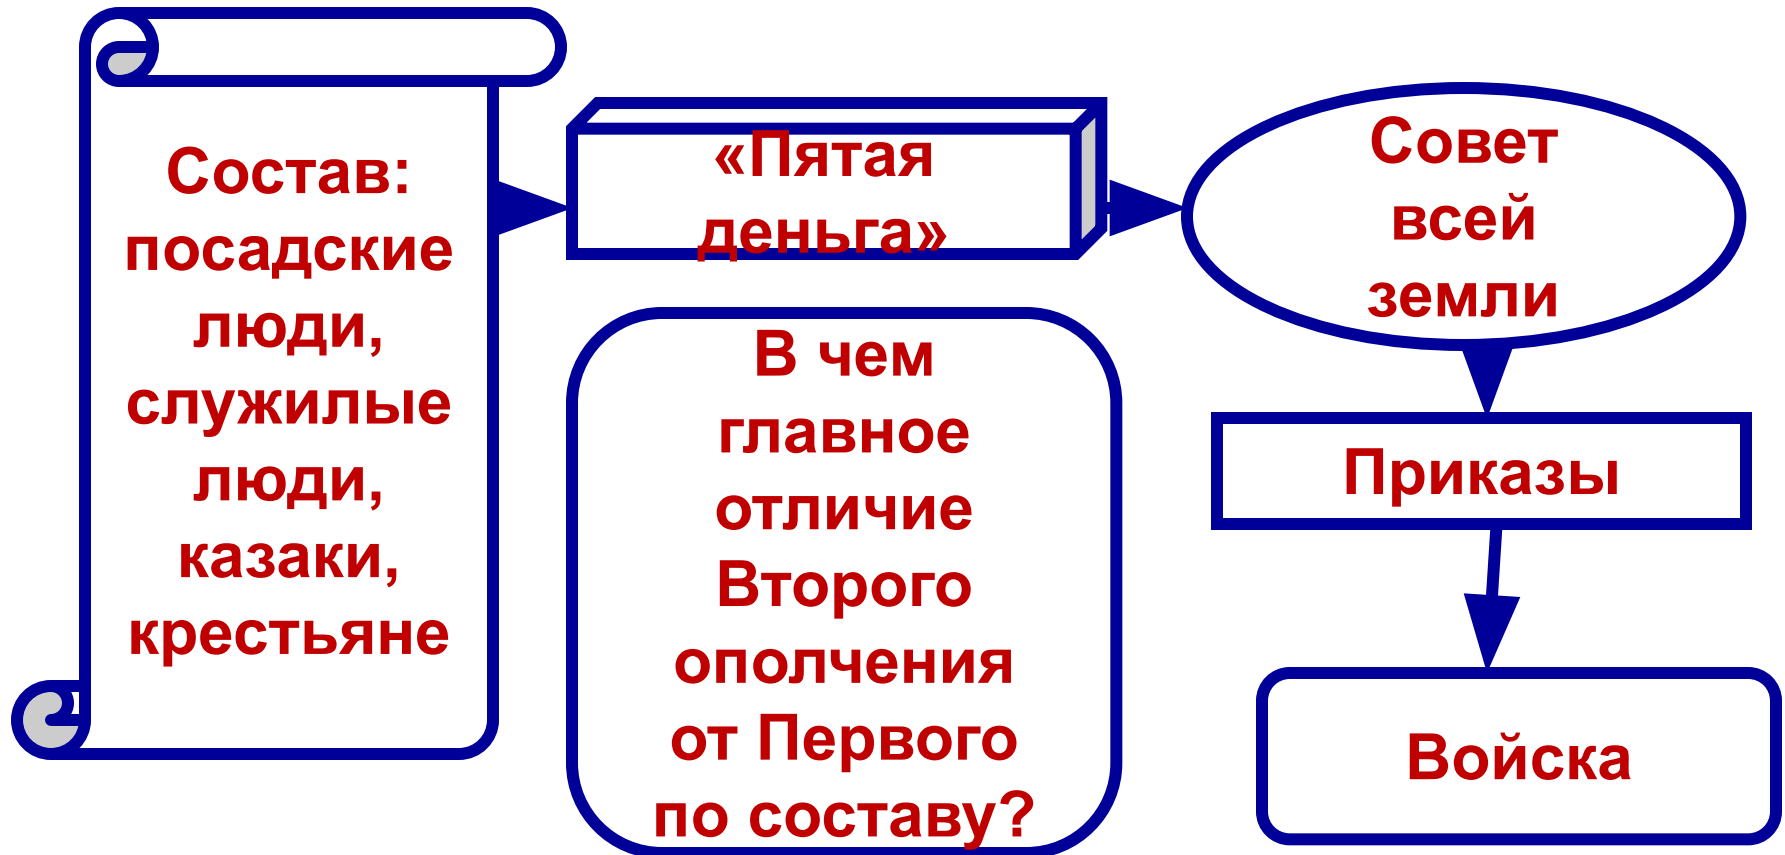 Состав:
посадские
люди,
служилые
люди,
казаки,
крестьяне
«Пятая
деньга»
В чем
главное
отличие
Второго
ополчения
от Первого
по составу?
Совет
всей
земли
Приказы
Войска